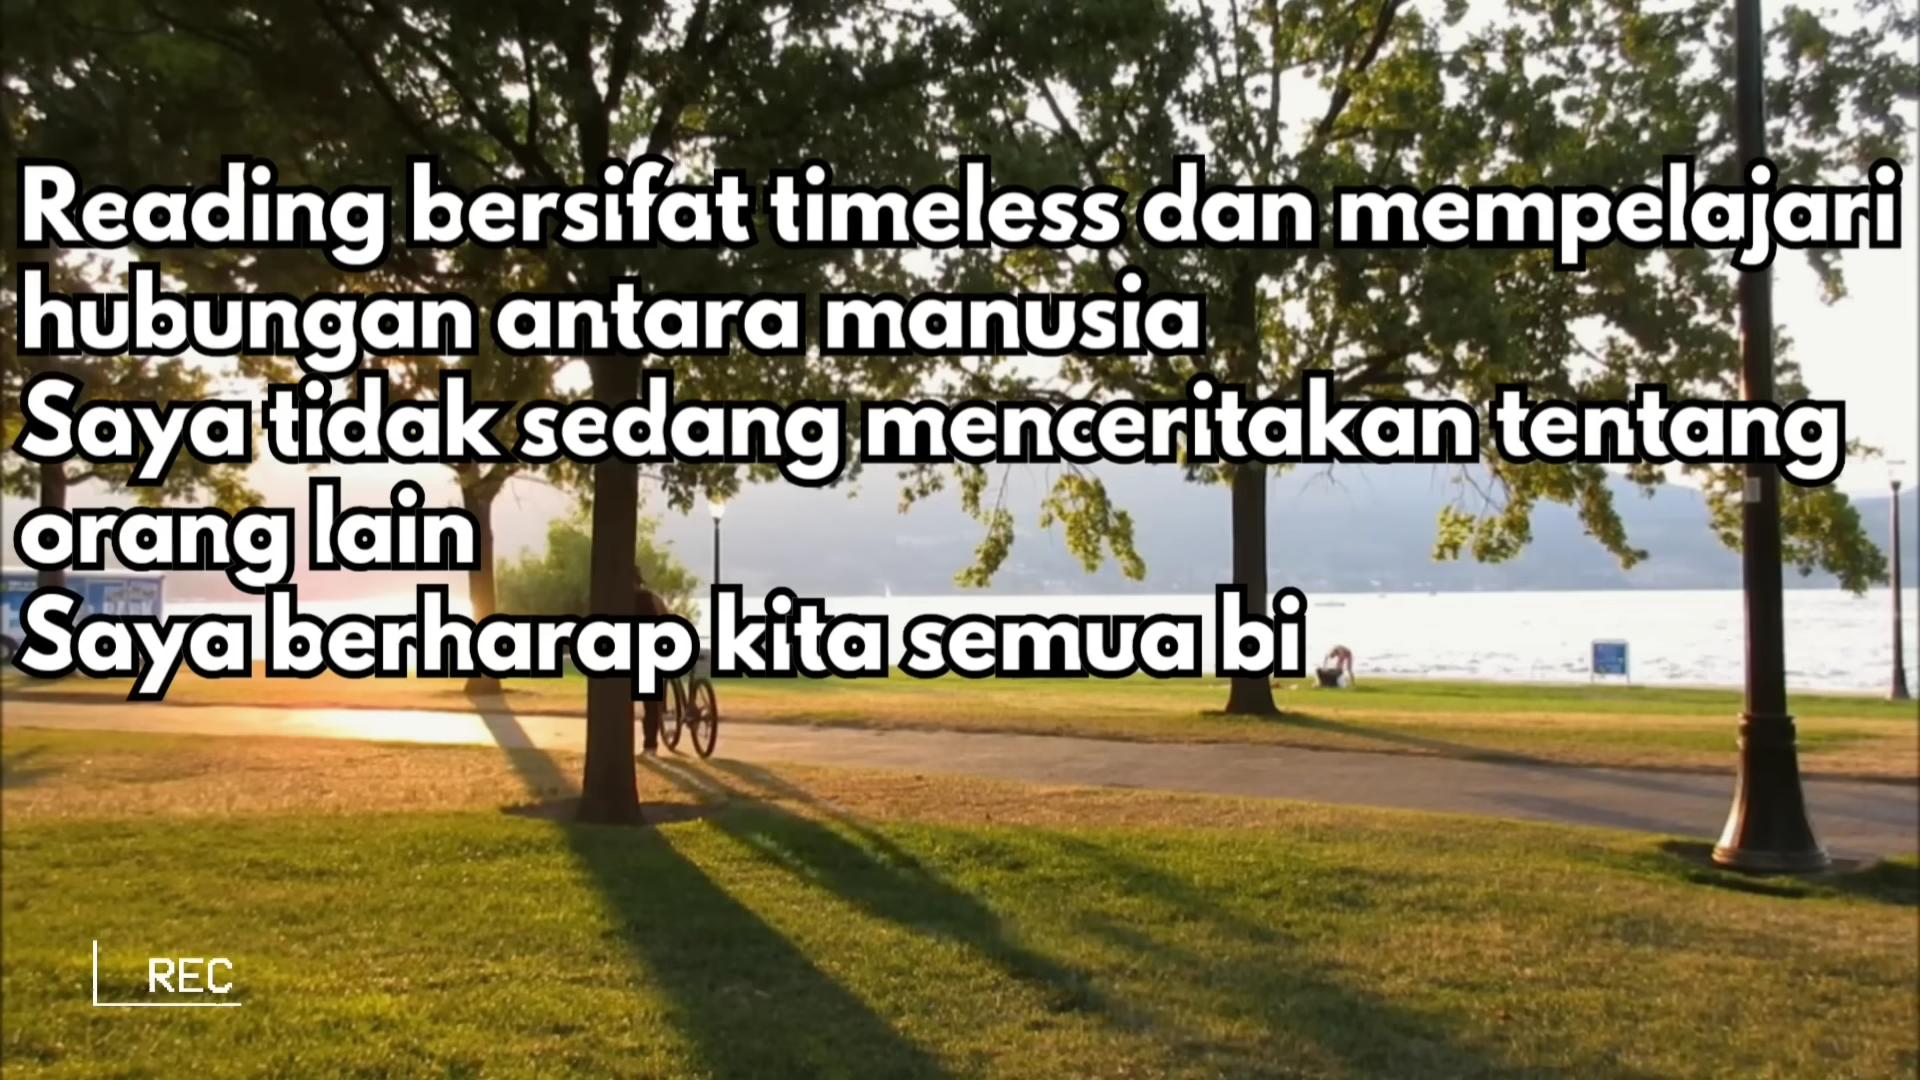 Reading bersifat timeless dan mempelajari
hubungan antara manusia
Saya tidak sedang menceritakan tentang
orang lain
Saya berharap kita semua bi
REC